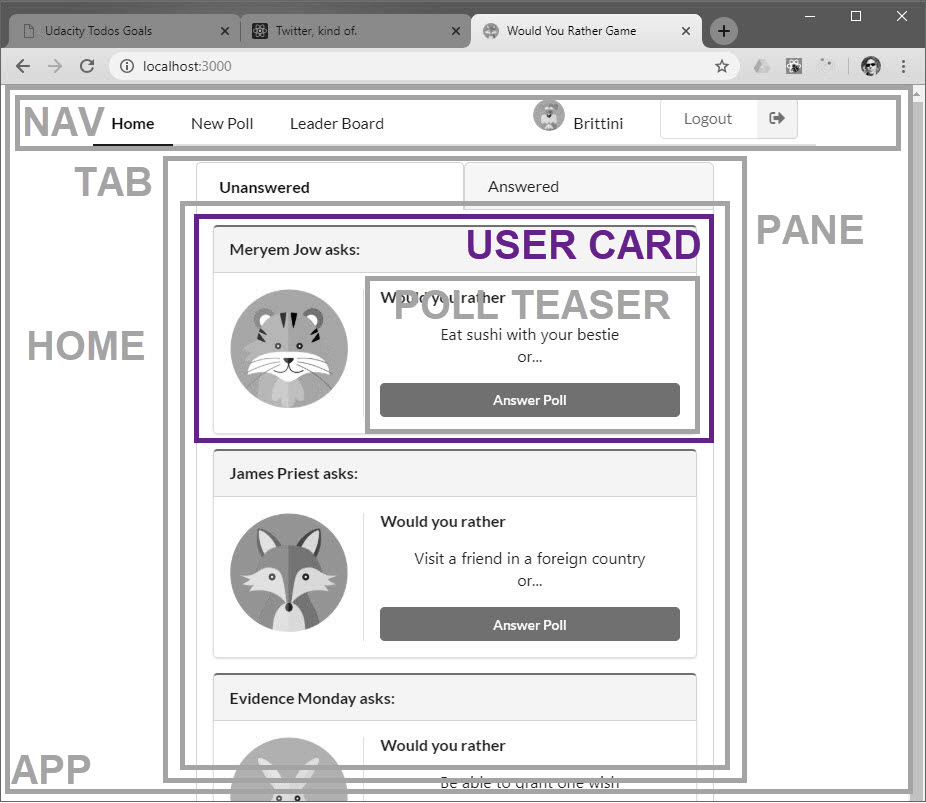 Udacity Todos Goals
Twitter, kind of.
Would You Rather Game
localhost:3000
NAV
Home
New Poll
Leader Board
Brittini
Logout
TAB
Unanswered
Answered
PANE
Meryem Jow asks:
USER CARD
Would you rather
POLL TEASER
Eat sushi with your bestie
or...
Answer Poll
HOME
James Priest asks:
Would you rather
Visit a friend in a foreign country
or...
Answer Poll
Evidence Monday asks:
Would you rather
Be able to grant one wish
APP